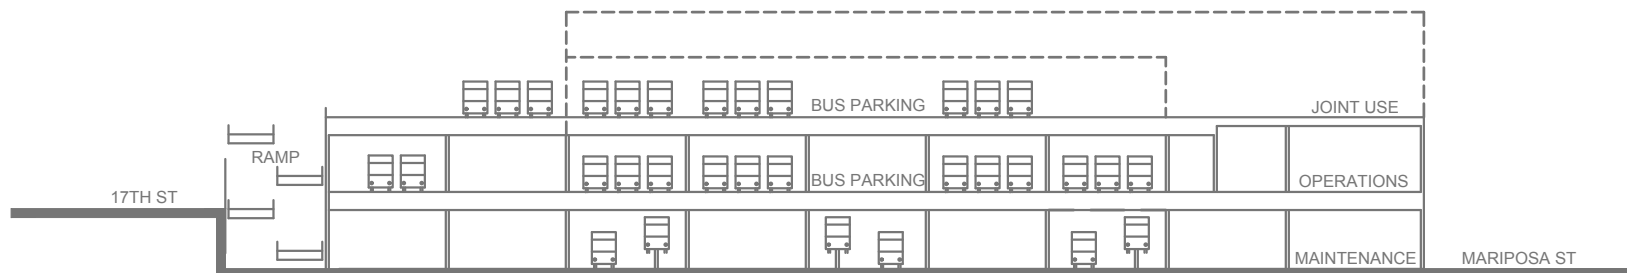 BUS PARKING
JOINT USE
RAMP
BUS PARKING
OPERATIONS
17TH ST
MAINTENANCE
MARIPOSA ST